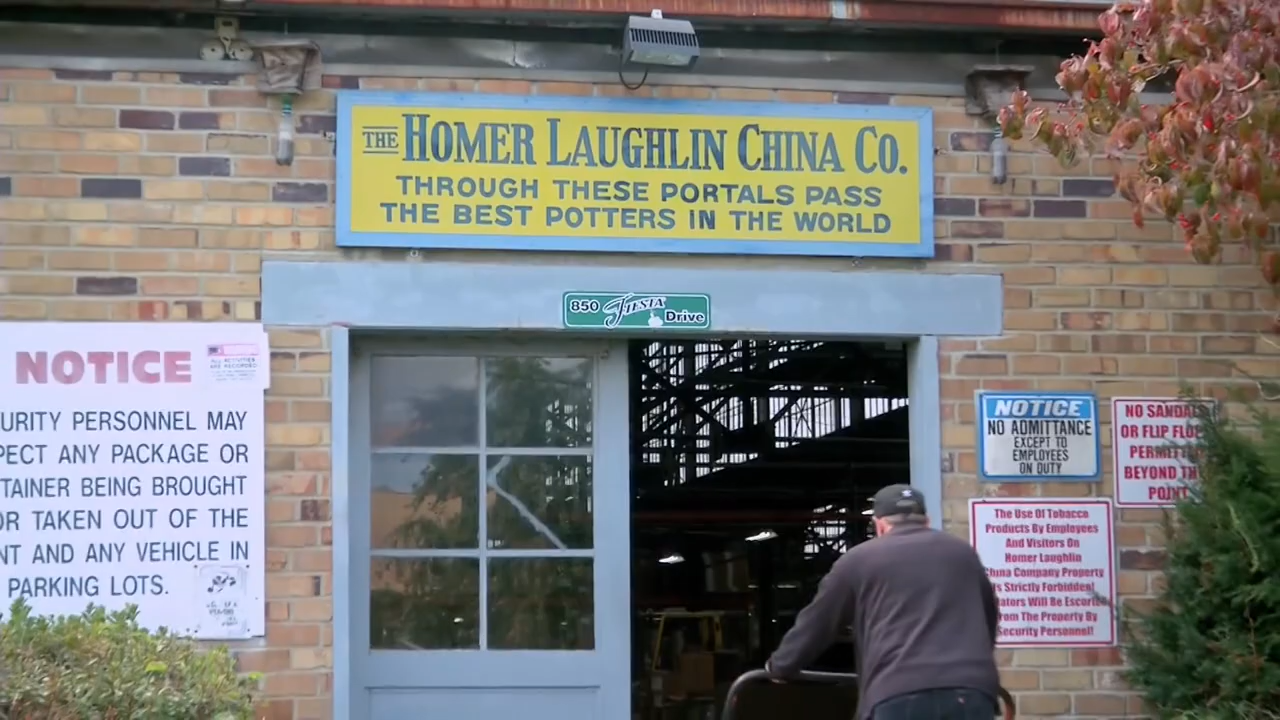 THE HOMER LAUGHLIN CHINA CO.
THROUGH THESE PORTALS PASS
THE BEST POTTERS IN THE WORLD
850 FIESTA Drive
NOTICE
URITY PERSONNEL MAY
PECT ANY PACKAGE OR
TAINER BEING BROUGHT
OR TAKEN OUT OF THE
NT AND ANY VEHICLE IN
PARKING LOTS.
NOTICE
NO ADMITTANCE
EXCEPT TO
EMPLOYEES
ON DUTY
NO SANDAL
OR FLIP FLO
PERMITT
BEYOND TH
POINT
The Use Of Tobacco
Products By Employees
And Visitors On
Homer Laughlin
China Company Property
Is Strictly Forbidden!
lators Will Be Escorte
From The Property By
Security Personnel!